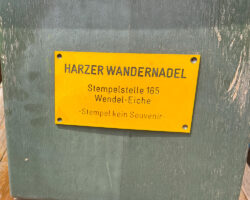 HARZER WANDERNADEL
Stempelstelle 165
Wendel-Eiche
-Stempel kein Souvenir-